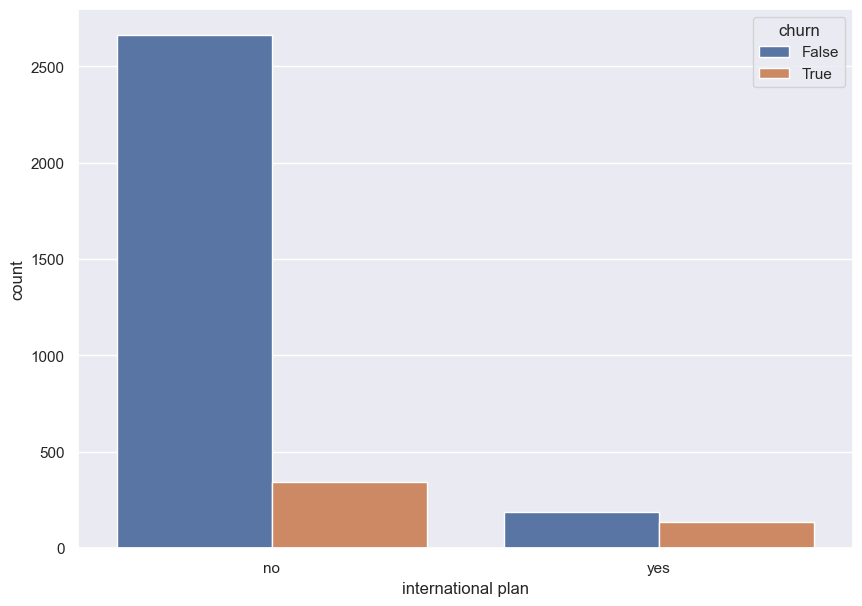 churn
False
True
2500
2000
1500
1000
500
0
count
no
yes
international plan